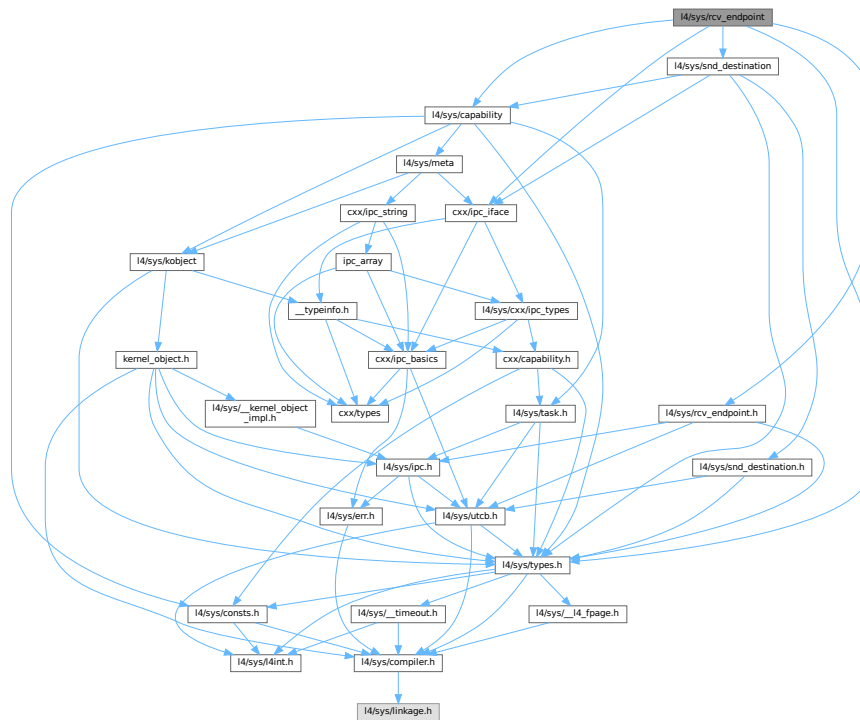 l4/sys/rcv_endpoint
l4/sys/snd_destination
l4/sys/capability
l4/sys/meta
cxx/ipc_string
cxx/ipc_iface
l4/sys/kobject
ipc_array
__typeinfo.h
l4/sys/cxx/ipc_types
kernel_object.h
cxx/ipc_basics
cxx/capability.h
l4/sys/__kernel_object
_impl.h
cxx/types
l4/sys/task.h
l4/sys/rcv_endpoint.h
l4/sys/ipc.h
l4/sys/snd_destination.h
l4/sys/err.h
l4/sys/utcb.h
l4/sys/types.h
l4/sys/consts.h
l4/sys/__timeout.h
l4/sys/__l4_fpage.h
l4/sys/l4int.h
l4/sys/compiler.h
l4/sys/linkage.h